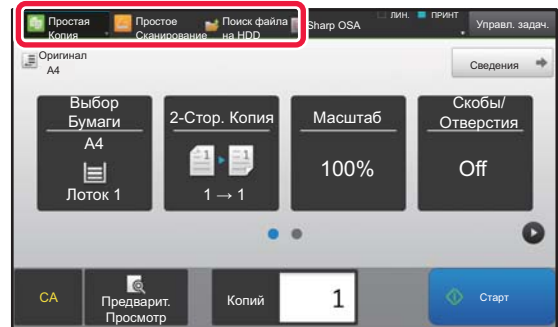 Простая Копия
Простое Сканирование
Поиск файла на HDD
Sharp OSA
ЛИН.
ПРИНТ
Управл. задач.
Оригинал
A4
Сведения
Выбор
Бумаги
A4
Лоток 1
2-Стор. Копия
1 → 1
Масштаб
100%
Скобы/
Отверстия
Off
CA
Предварит.
Просмотр
Копий
1
Старт